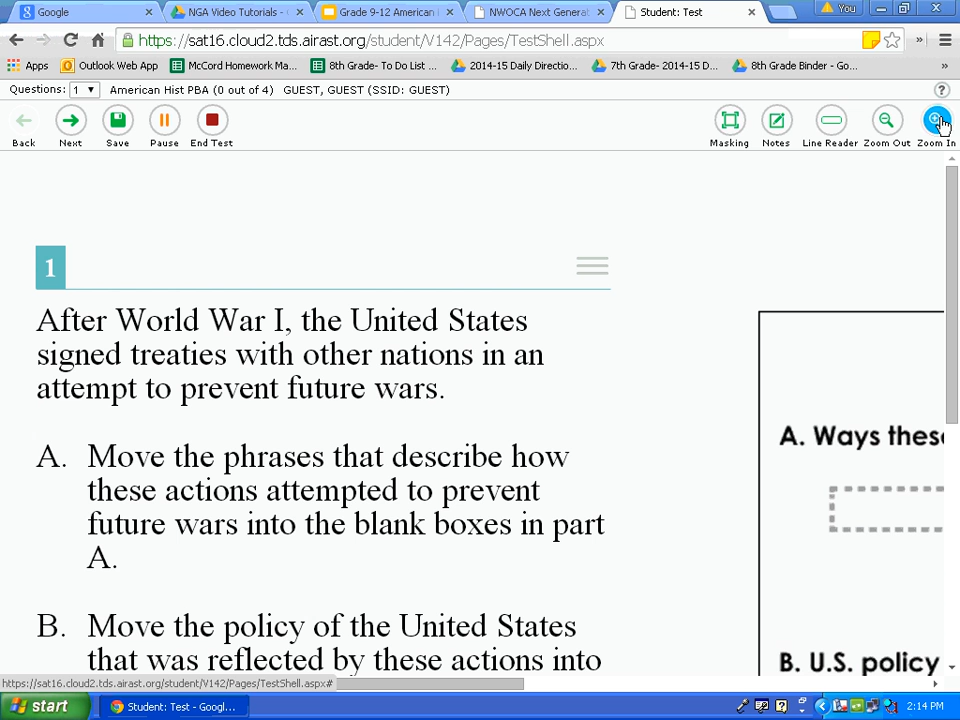 Google
NGA Video Tutorials -
Grade 9-12 American
NWOCA Next Generat
Student: Test
You
https://sat16.cloud2.tds.airast.org/student/V142/Pages/TestShell.aspx
Apps
Outlook Web App
McCord Homework Ma...
8th Grade- To Do List ...
2014-15 Daily Directio...
7th Grade- 2014-15 D...
8th Grade Binder - Go...
Questions: 1
American Hist PBA (0 out of 4)
GUEST, GUEST (SSID: GUEST)
Back
Next
Save
Pause
End Test
Masking
Notes
Line Reader
Zoom Out
Zoom In
1
After World War I, the United States
signed treaties with other nations in an
attempt to prevent future wars.
A. Move the phrases that describe how
these actions attempted to prevent
future wars into the blank boxes in part
A.
B. Move the policy of the United States
that was reflected by these actions into
A. Ways these
B. U.S. policy
https://sat16.cloud2.tds.airast.org/student/V142/Pages/TestShell.aspx#
start
Student: Test - Googl...
2:14 PM